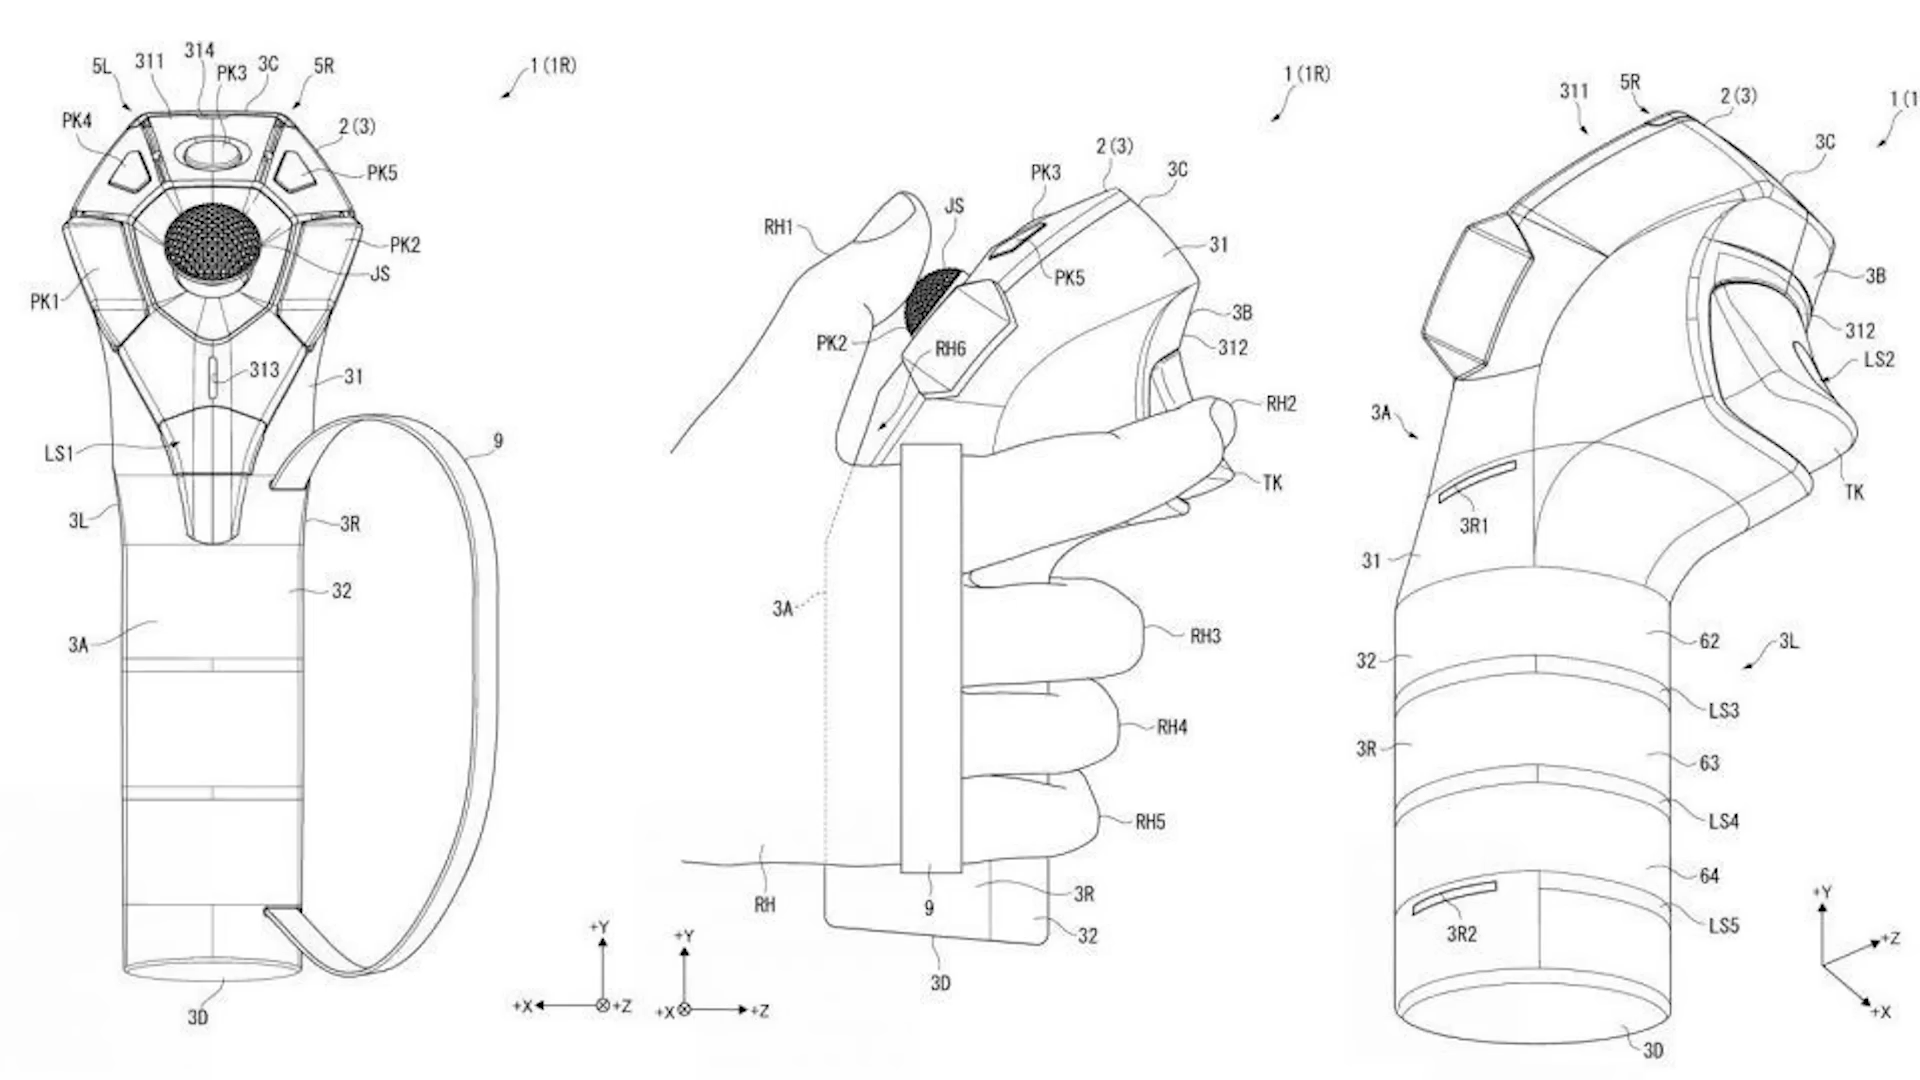 5L
311
314
PK3
3C
5R
1(1R)
PK4
2(3)
PK5
PK2
JS
PK1
313
31
LS1
9
3L
3R
32
3A
3D
+Y
+X
+Z
1(1R)
2(3)
PK3
3C
JS
RH1
31
PK5
3B
PK2
RH6
312
RH2
TK
3A
RH3
RH4
RH5
RH
9
3R
32
3D
+Y
+X
+Z
311
5R
2(3)
1(1
3C
3B
312
LS2
3A
TK
3R1
31
62
3L
32
LS3
3R
63
LS4
64
LS5
3R2
3D
+Y
+Z
+X